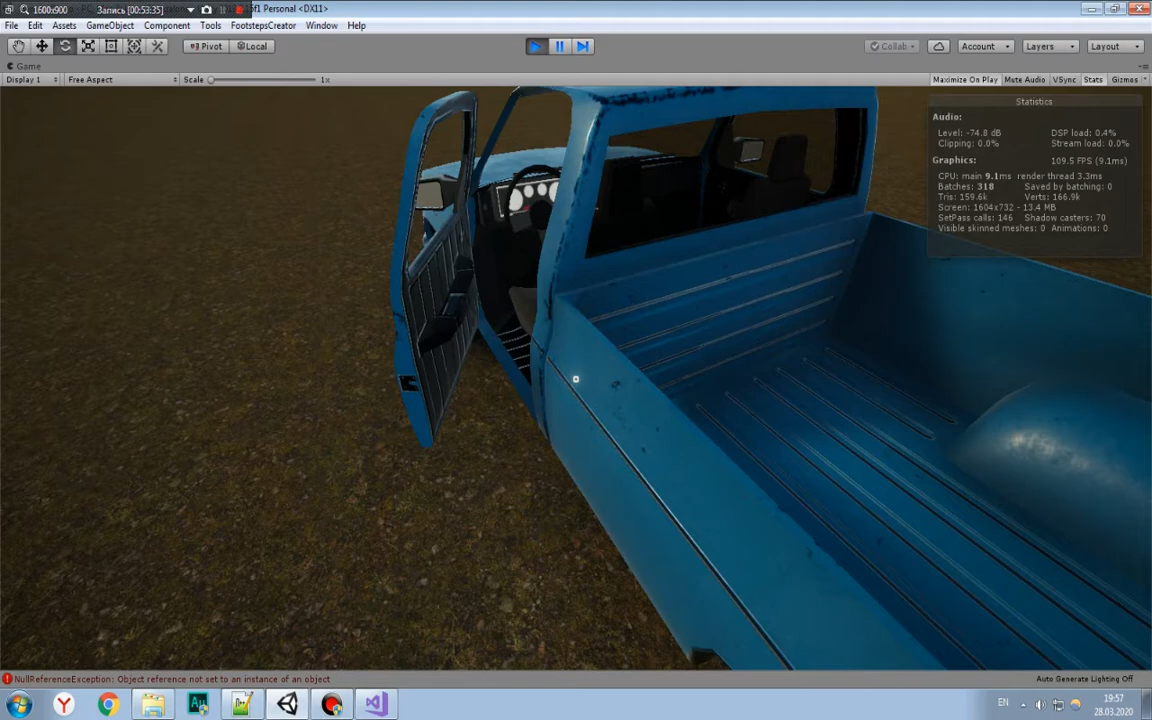 1600x900 Запись [00:53:35] 5f1 Personal <DX11>
File Edit Assets GameObject Component Tools FootstepsCreator Window Help
Pivot Local Collab Account Layers Layout
Game
Display 1 Free Aspect Scale 1x Maximize On Play Mute Audio VSync Stats Gizmos
Statistics
Audio:
Level: -74.8 dB DSP load: 0.4%
Clipping: 0.0% Stream load: 0.0%
Graphics: 109.5 FPS (9.1ms)
CPU: main 9.1ms render thread 3.3ms
Batches: 318 Saved by batching: 0
Tris: 159.6k Verts: 166.9k
Screen: 1604x732 - 13.4 MB
SetPass calls: 146 Shadow casters: 70
Visible skinned meshes: 0 Animations: 0
NullReferenceException: Object reference not set to an instance of an object Auto Generate Lighting Off
Y Au EN 19:57
28.03.2020